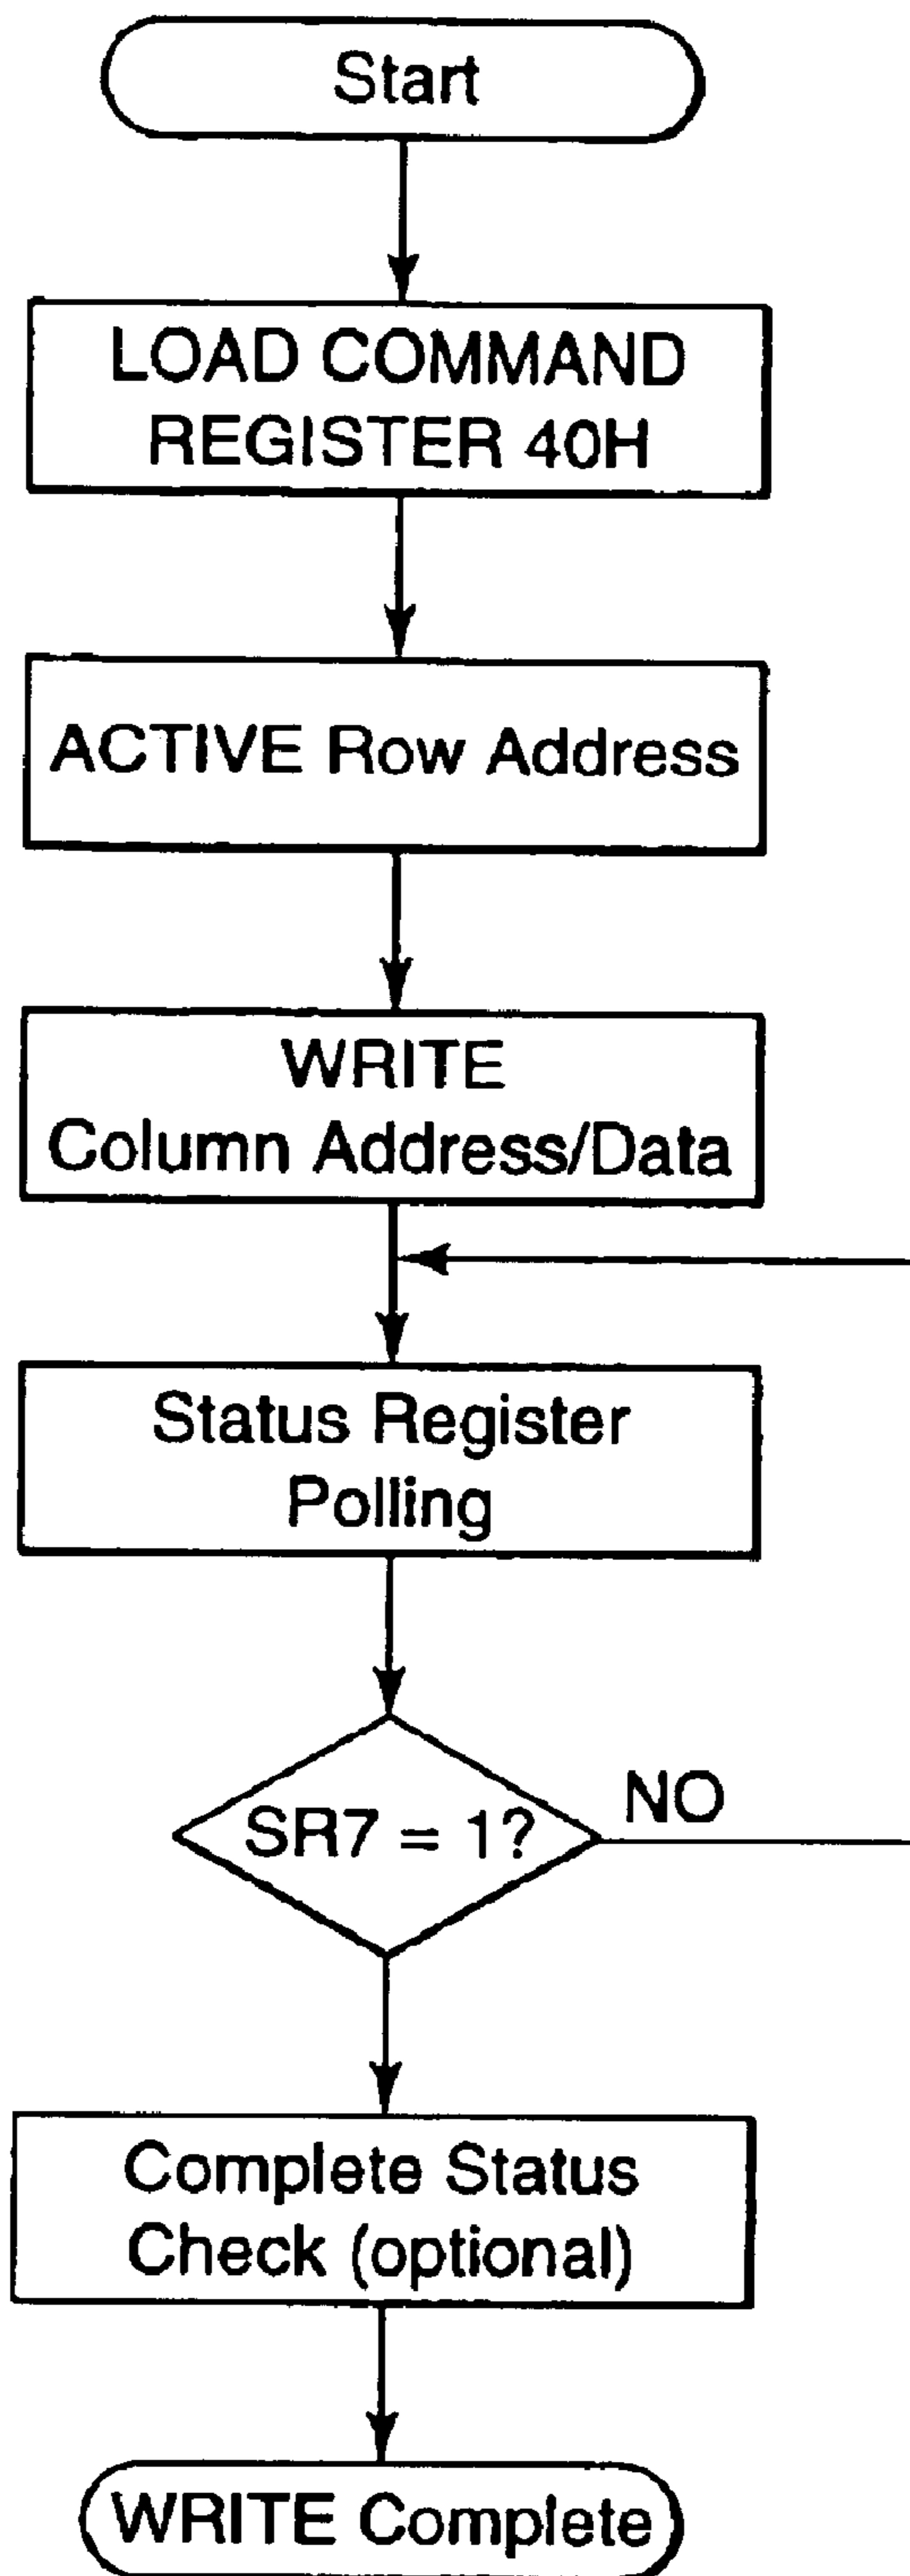 Start
LOAD COMMAND
REGISTER 40H
ACTIVE Row Address
WRITE
Column Address/Data
Status Register
Polling
SR7 = 1?
NO
Complete Status
Check (optional)
WRITE Complete